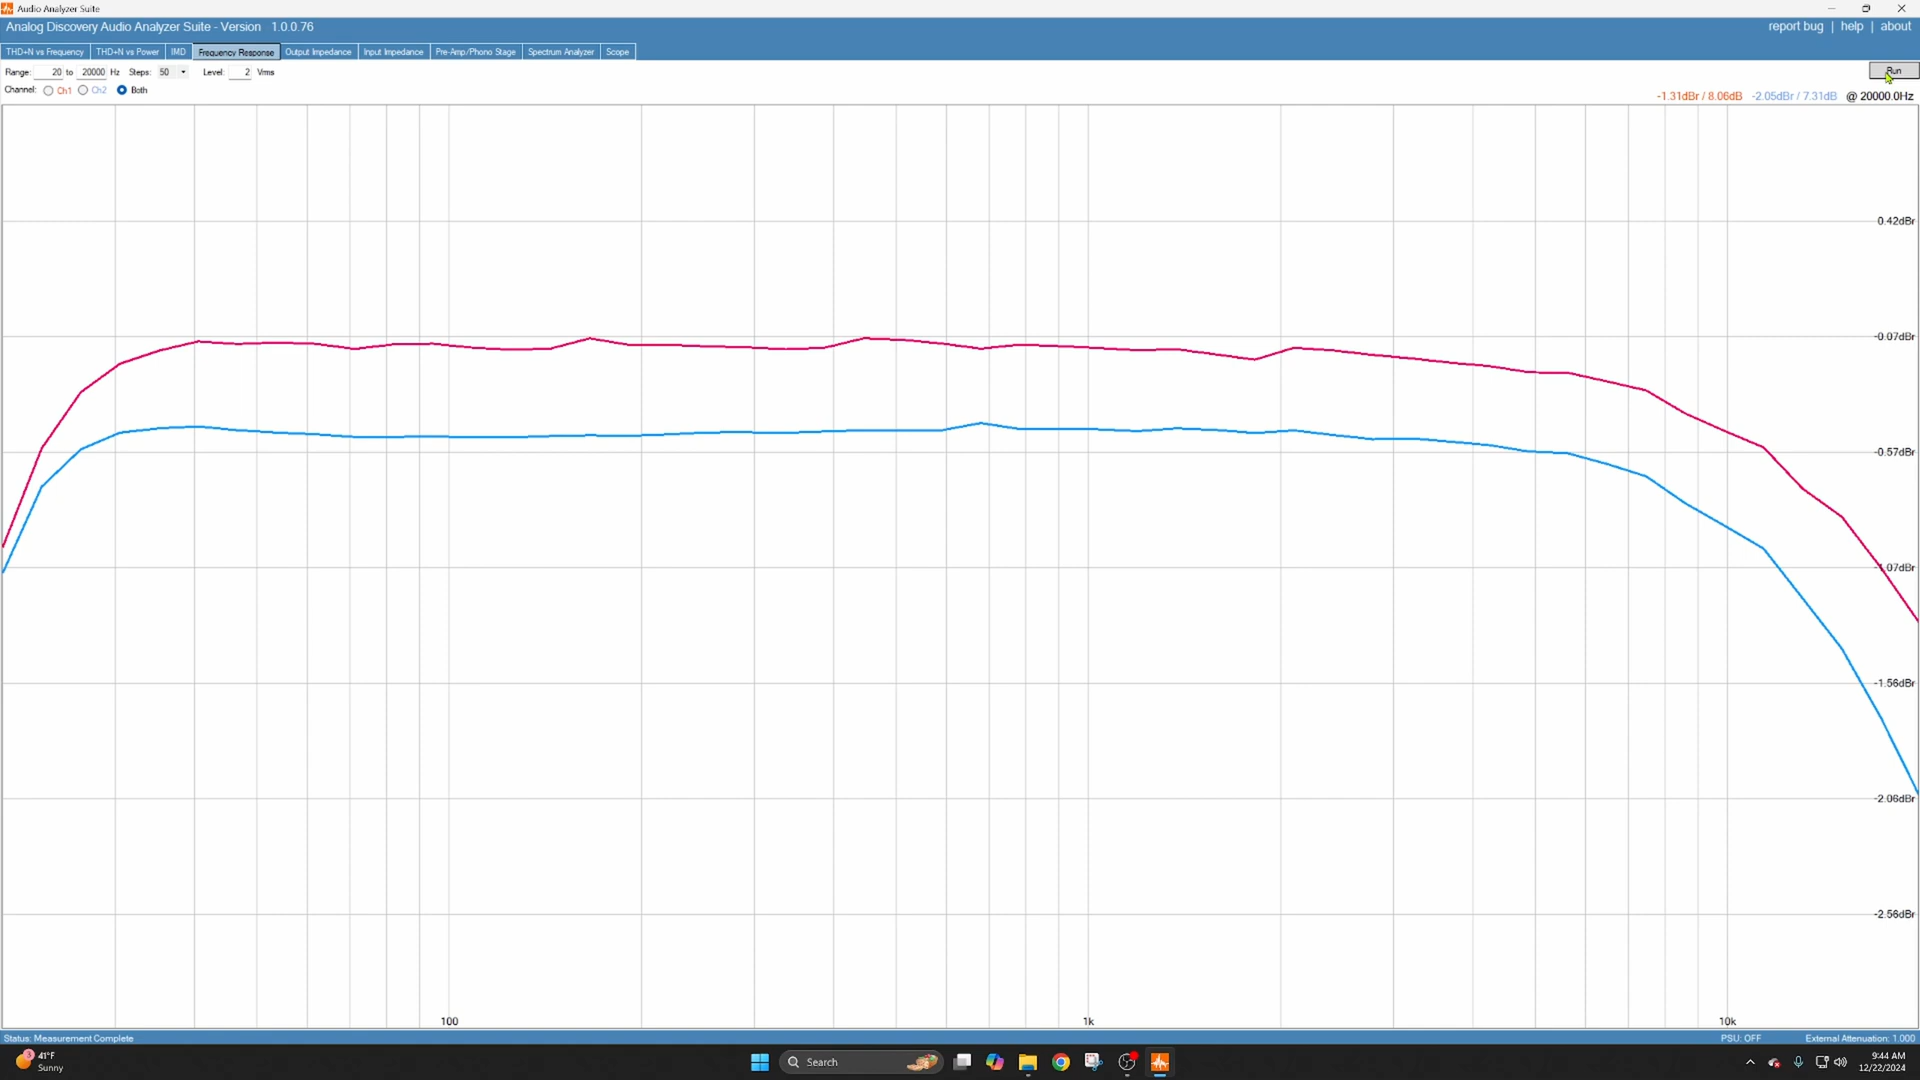 Audio Analyzer Suite
Analog Discovery Audio Analyzer Suite - Version 1.0.0.76
report bug | help | about
THD+N vs Frequency THD+N vs Power IMD Frequency Response Output Impedance Input Impedance Pre-Amp/Phono Stage Spectrum Analyzer Scope
Range: 20 to 20000 Hz Steps: 50 Level: 2 Vrms
Run
Channel: Ch1 Ch2 Both
-1.31dBr / 8.06dB -2.05dBr / 7.31dB @ 20000.0Hz
0.42dBr
-0.07dBr
-0.57dBr
-1.07dBr
-1.56dBr
-2.06dBr
-2.56dBr
100 1k 10k
Status: Measurement Complete
PSU: OFF External Attenuation: 1.000
3
41°F
Sunny
Search
9:44 AM
12/22/2024